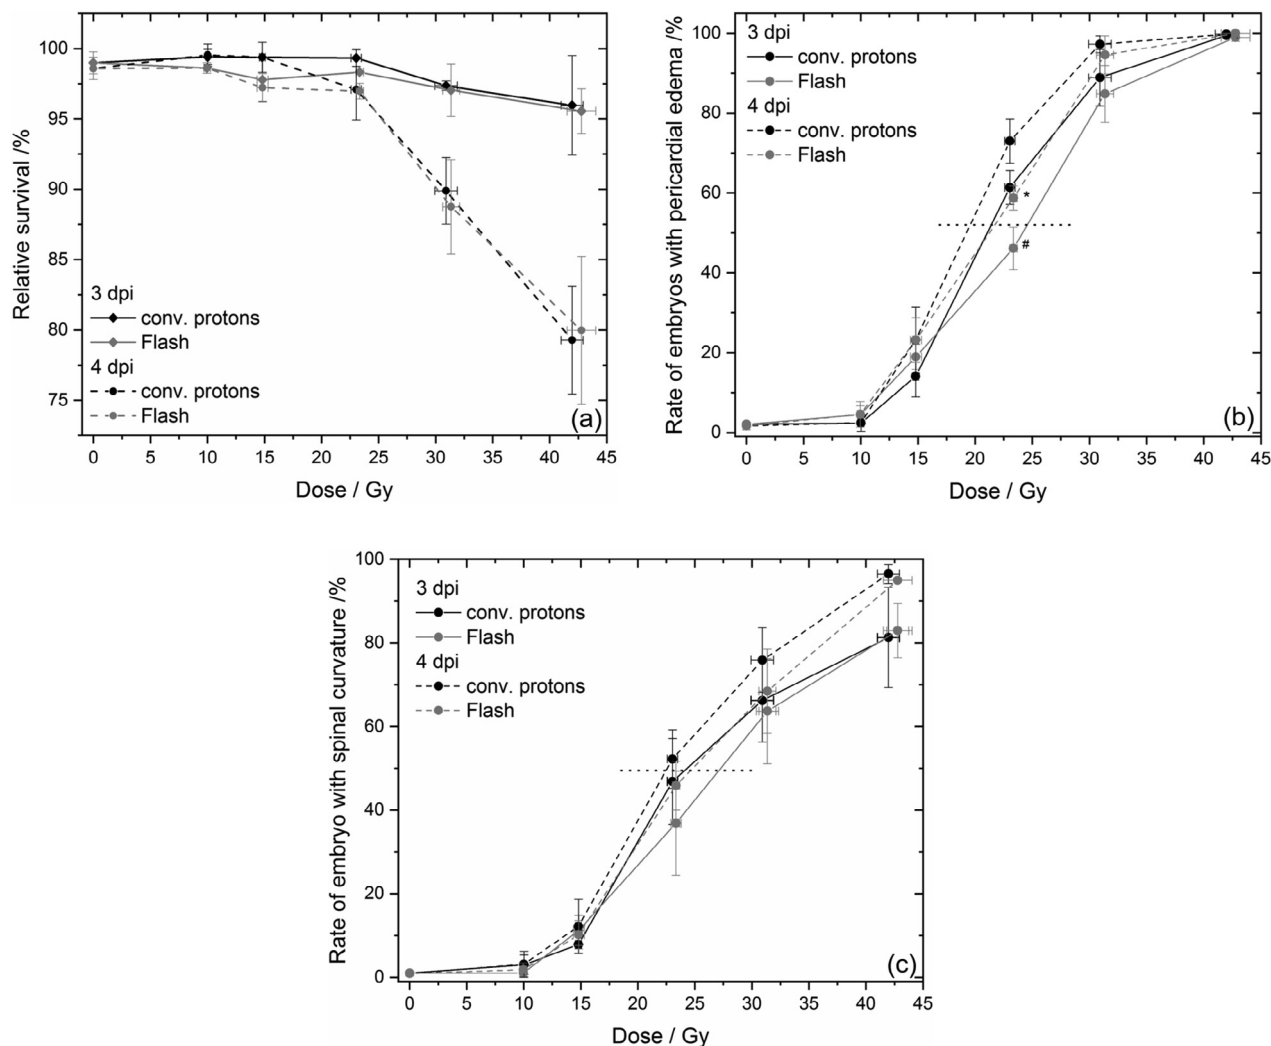 Relative survival /%
100
95
90
85
80
75
3 dpi
conv. protons
Flash
4 dpi
conv. protons
Flash
(a)
0 5 10 15 20 25 30 35 40 45
Dose / Gy
Rate of embryos with pericardial edema /%
100
80
60
40
20
0
3 dpi
conv. protons
Flash
4 dpi
conv. protons
Flash
*
#
(b)
0 5 10 15 20 25 30 35 40 45
Dose / Gy
Rate of embryo with spinal curvature /%
100
80
60
40
20
0
3 dpi
conv. protons
Flash
4 dpi
conv. protons
Flash
(c)
0 5 10 15 20 25 30 35 40 45
Dose / Gy